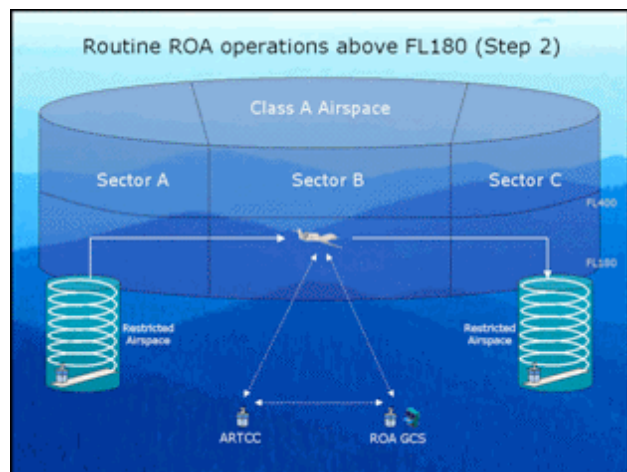 Routine ROA operations above FL180 (Step 2)
Class A Airspace
Sector A
Sector B
Sector C
FL400
FL180
Restricted
Airspace
Restricted
Airspace
ARTCC
ROA GCS